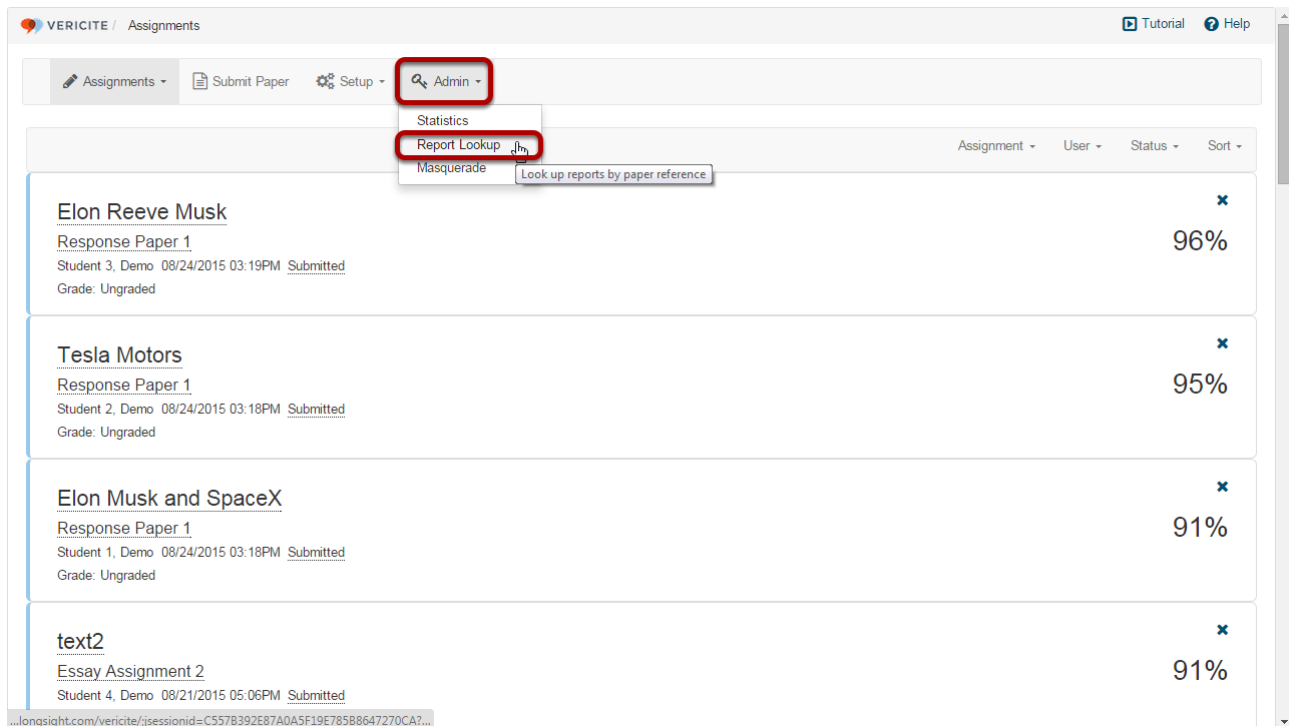 VERICITE / Assignments
Tutorial Help
Assignments Submit Paper Setup Admin
Statistics
Report Lookup
Masquerade
Look up reports by paper reference
Assignment User Status Sort
Elon Reeve Musk
Response Paper 1
96%
Student 3, Demo 08/24/2015 03:19PM Submitted
Grade: Ungraded
Tesla Motors
Response Paper 1
95%
Student 2, Demo 08/24/2015 03:18PM Submitted
Grade: Ungraded
Elon Musk and SpaceX
Response Paper 1
91%
Student 1, Demo 08/24/2015 03:18PM Submitted
Grade: Ungraded
text2
Essay Assignment 2
91%
Student 4, Demo 08/21/2015 05:06PM Submitted
...longsight.com/vericite/;jsessionid=C557B392E87A0A5F19E785B8647270CA?...